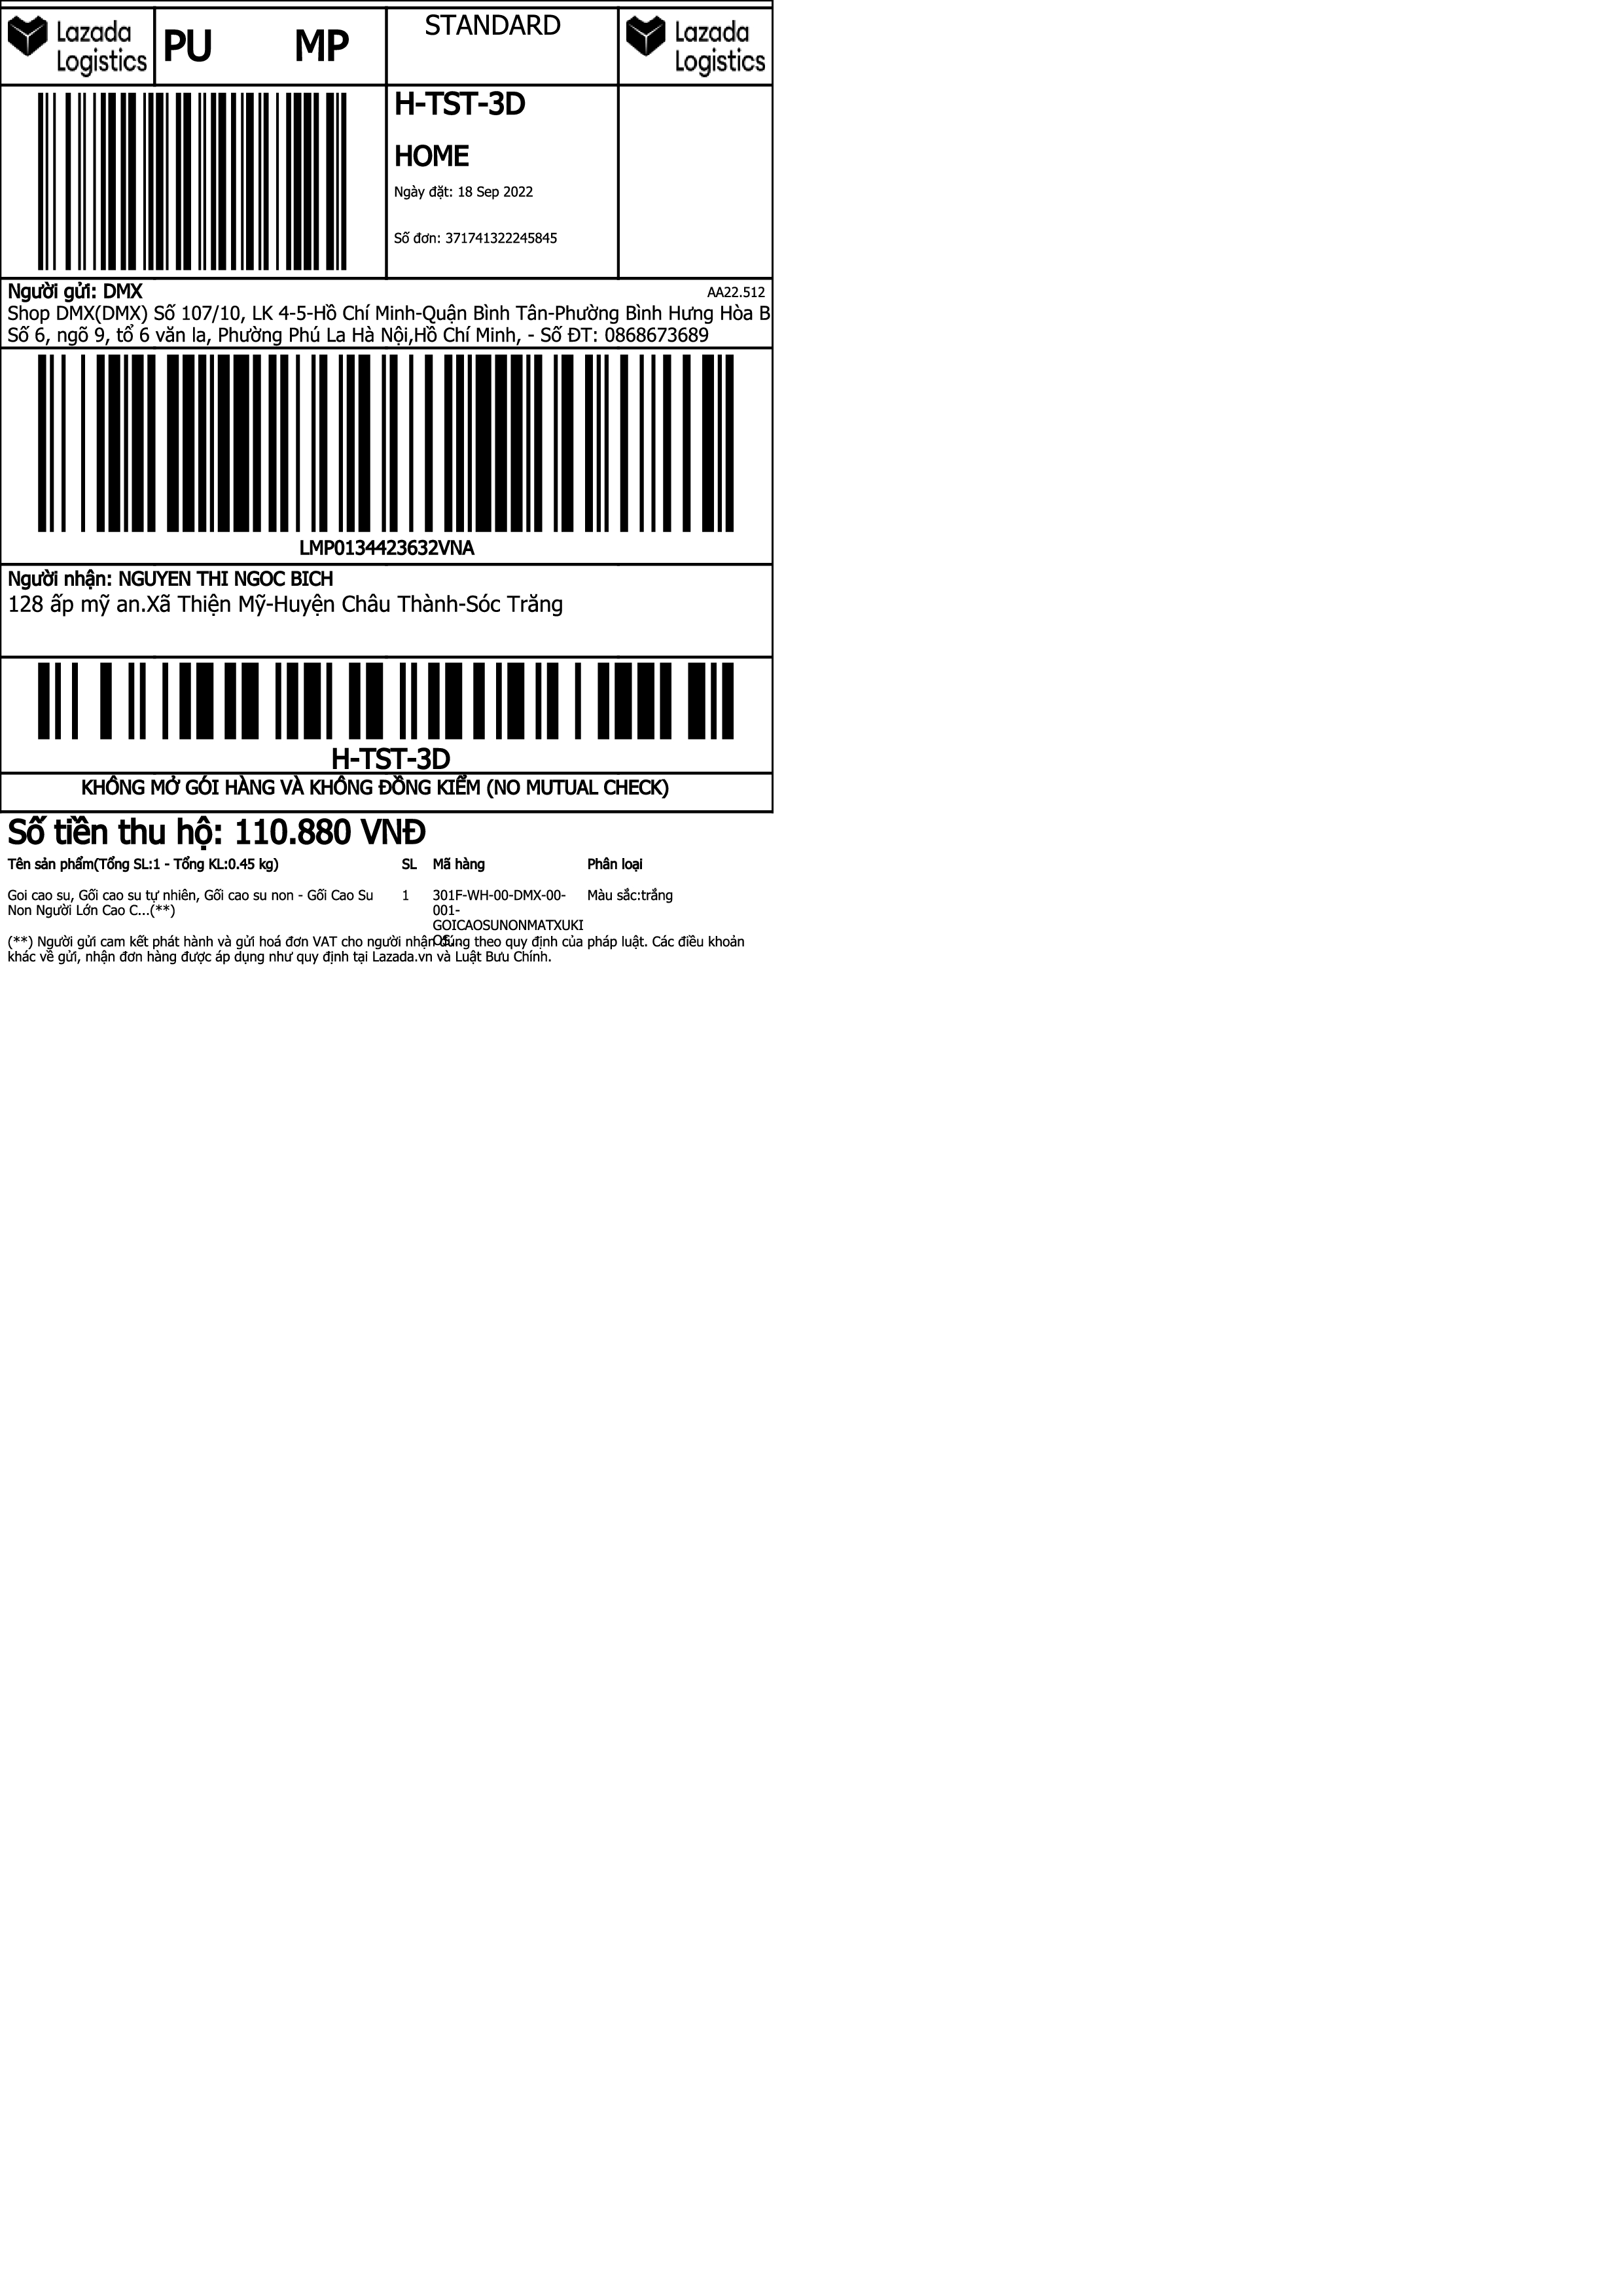 Lazada
Logistics
PU MP
STANDARD
Lazada
Logistics
H-TST-3D
HOME
Ngày đặt: 18 Sep 2022
Số đơn: 371741322245845
Người gửi: DMX
AA22.512
Shop DMX(DMX) Số 107/10, LK 4-5-Hồ Chí Minh-Quận Bình Tân-Phường Bình Hưng Hòa B
Số 6, ngõ 9, tổ 6 văn la, Phường Phú La Hà Nội,Hồ Chí Minh, - Số ĐT: 0868673689
LMP0134423632VNA
Người nhận: NGUYEN THI NGOC BICH
128 ấp mỹ an.Xã Thiện Mỹ-Huyện Châu Thành-Sóc Trăng
H-TST-3D
KHÔNG MỞ GÓI HÀNG VÀ KHÔNG ĐỒNG KIỂM (NO MUTUAL CHECK)
Số tiền thu hộ: 110.880 VNĐ
Tên sản phẩm(Tổng SL:1 - Tổng KL:0.45 kg) SL Mã hàng Phân loại
Goi cao su, Gối cao su tự nhiên, Gối cao su non - Gối Cao Su 1 301F-WH-00-DMX-00- Màu sắc:trắng
Non Người Lớn Cao C...(**) 001-
GOICAOSUNONMATXUKI
(**) Người gửi cam kết phát hành và gửi hoá đơn VAT cho người nhận đúng theo quy định của pháp luật. Các điều khoản
khác về gửi, nhận đơn hàng được áp dụng như quy định tại Lazada.vn và Luật Bưu Chính.